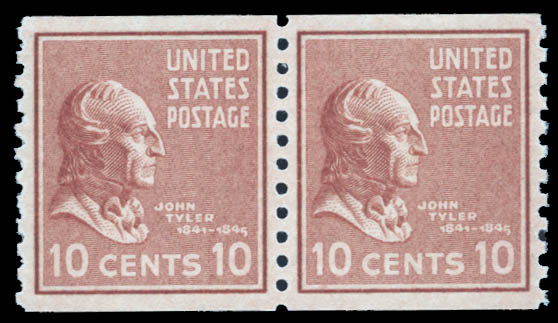 UNITED
STATES
POSTAGE
JOHN
TYLER
1841-1845
10 CENTS 10
UNITED
STATES
POSTAGE
JOHN
TYLER
1841-1845
10 CENTS 10